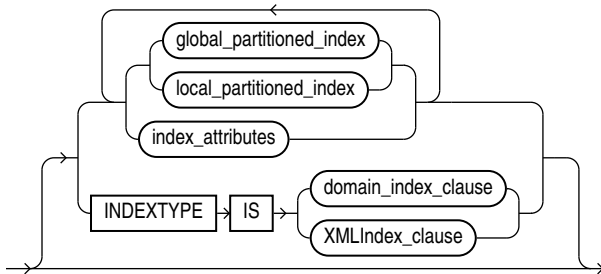 global_partitioned_index
local_partitioned_index
index_attributes
INDEXTYPE IS domain_index_clause
XMLIndex_clause